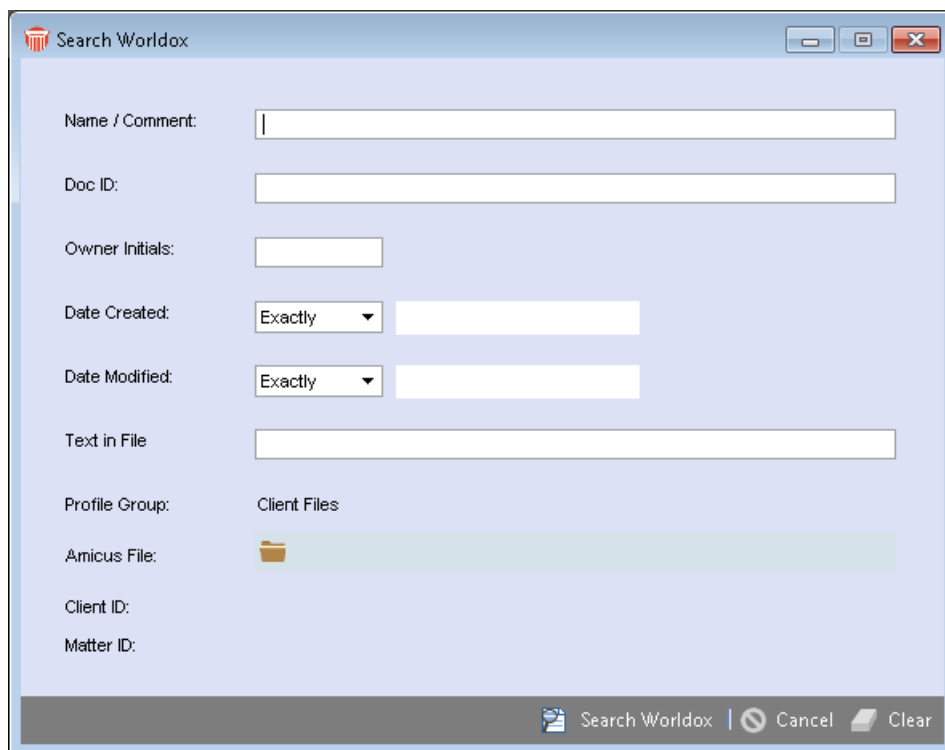 Search Worldox
Name / Comment:
Doc ID:
Owner Initials:
Date Created: Exactly
Date Modified: Exactly
Text in File
Profile Group: Client Files
Amicus File:
Client ID:
Matter ID:
Search Worldox | Cancel Clear